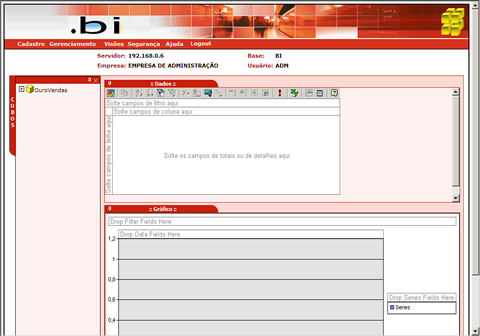 .bi
Cadastro Gerenciamento Visões Segurança Ajuda Logout
Servidor: 192.168.0.6 Base: BI
Empresa: EMPRESA DE ADMINISTRAÇÃO Usuário: ADM
CUBOS
OuroVendas
:: Dados ::
Solte campos de filtro aqui
Solte campos de coluna aqui
Solte campos de linha aqui
Solte os campos de totais ou de detalhes aqui
:: Gráfico ::
Drop Filter Fields Here
Drop Data Fields Here
1,2
1
0,8
0,6
0,4
Drop Series Fields Here
Series